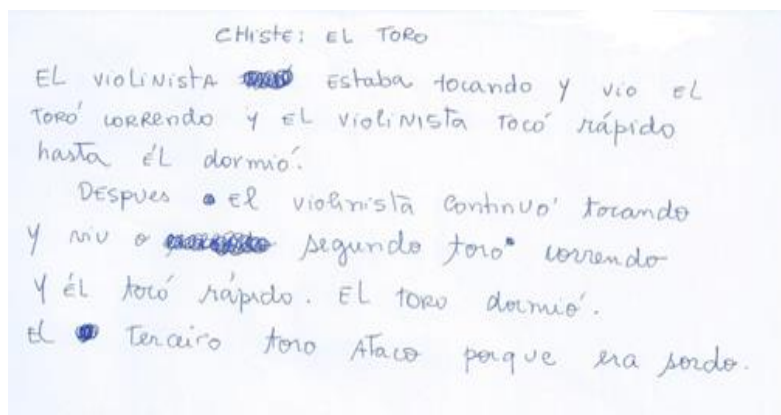 CHISTE: EL TORO
EL VIOLINISTA ESTABA tocando y vio EL
TORÓ CORRENDO y EL VIOLINISTA TOCÓ rápido
hasta ÉL dormió.
DESPUES El violinista continuó tocando
y viu o segundo toro correndo
y ÉL tocó rápido. EL TORO dormió.
El Terceiro toro ATACO porque era sordo.